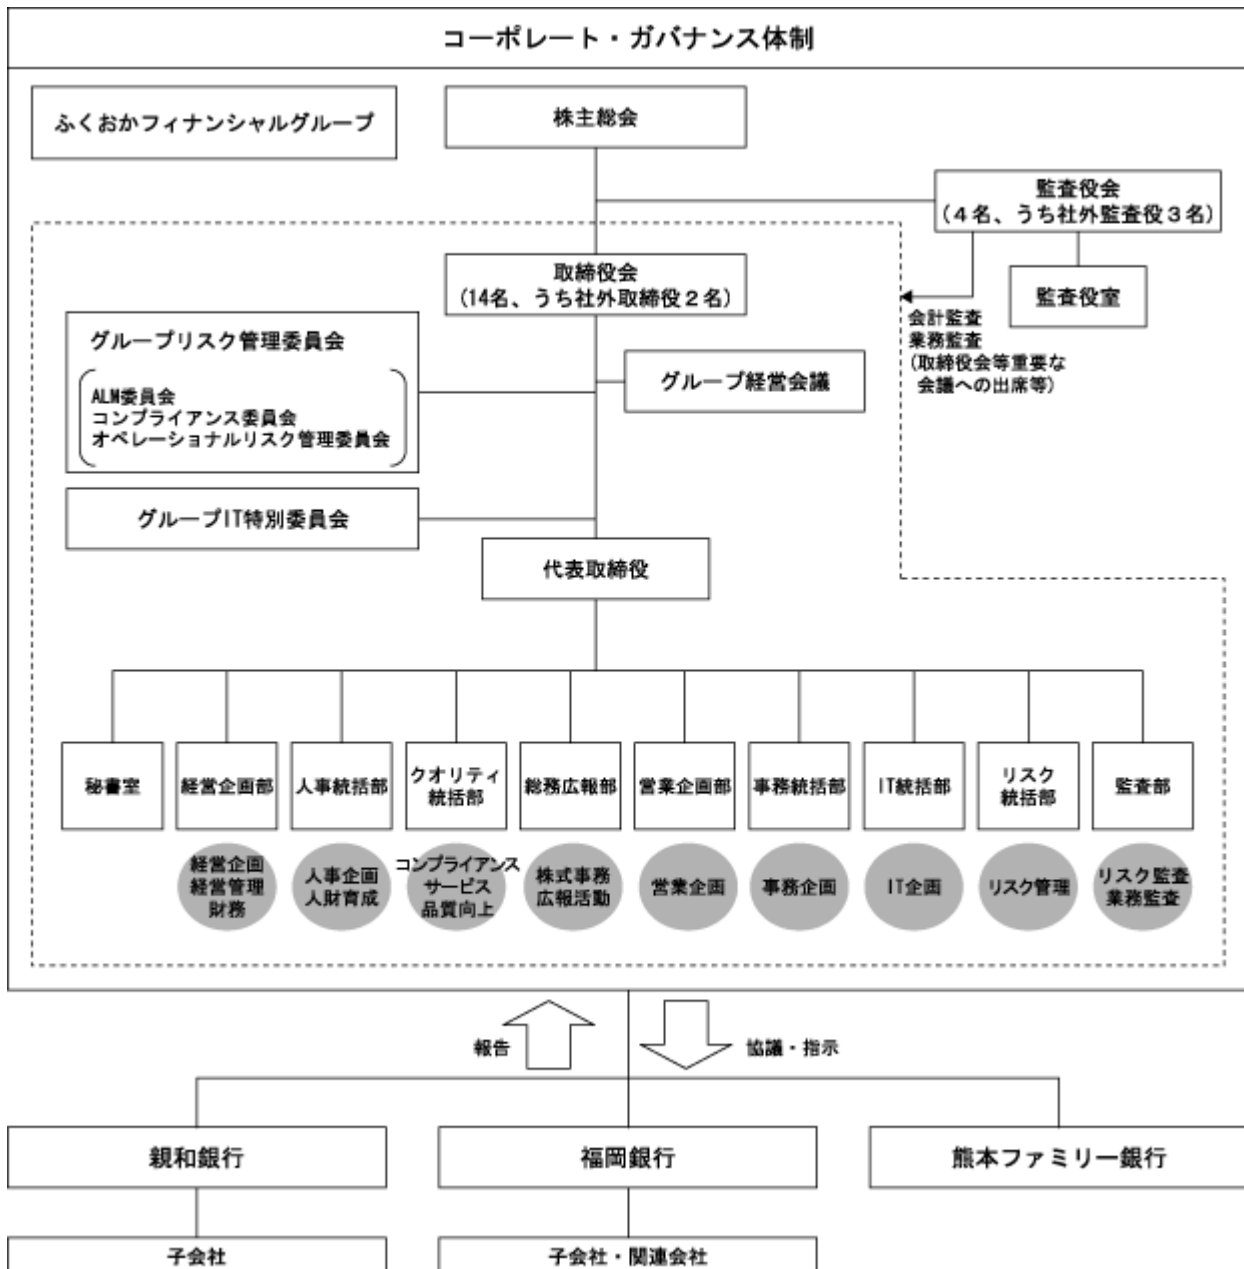 コーポレート・ガバナンス体制
ふくおかフィナンシャルグループ
株主総会
監査役会
(４名、うち社外監査役３名)
取締役会
(14名、うち社外取締役２名)
監査役室
会計監査
業務監査
(取締役会等重要な
会議への出席等)
グループリスク管理委員会
ALM委員会
コンプライアンス委員会
オペレーショナルリスク管理委員会
グループ経営会議
グループIT特別委員会
代表取締役
秘書室
経営企画部
人事統括部
クオリティ
統括部
総務広報部
営業企画部
事務統括部
IT統括部
リスク
統括部
監査部
経営企画
経営管理
財務
人事企画
人財育成
コンプライアンス
サービス
品質向上
株式事務
広報活動
営業企画
事務企画
IT企画
リスク管理
リスク監査
業務監査
報告
協議・指示
親和銀行
福岡銀行
熊本ファミリー銀行
子会社
子会社・関連会社